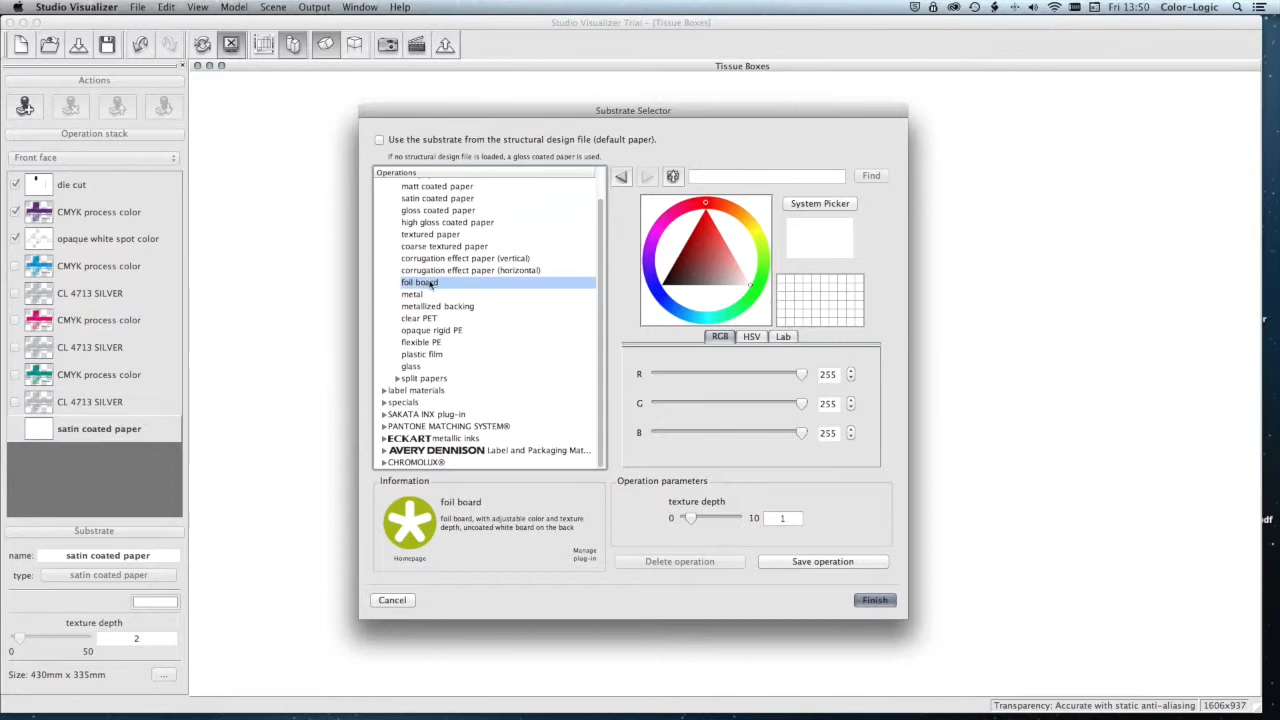 Studio Visualizer File Edit View Model Scene Output Window Help
Fri 13:50 Color-Logic
Studio Visualizer Trial - [Tissue Boxes]
Actions
Tissue Boxes
Operation stack
Front face
die cut
CMYK process color
opaque white spot color
CMYK process color
CL 4713 SILVER
CMYK process color
CL 4713 SILVER
CMYK process color
CL 4713 SILVER
satin coated paper
Substrate
name: satin coated paper
type: satin coated paper
texture depth
2
0 50
Size: 430mm x 335mm ...
Substrate Selector
Use the substrate from the structural design file (default paper).
If no structural design file is loaded, a gloss coated paper is used.
Operations
matt coated paper
satin coated paper
gloss coated paper
high gloss coated paper
textured paper
coarse textured paper
corrugation effect paper (vertical)
corrugation effect paper (horizontal)
foil board
metal
metallized backing
clear PET
opaque rigid PE
flexible PE
plastic film
glass
split papers
label materials
specials
SAKATA INX plug-in
PANTONE MATCHING SYSTEM®
ECKART metallic inks
AVERY DENNISON Label and Packaging Mat...
CHROMOLUX®
Find
System Picker
RGB HSV Lab
R 255
G 255
B 255
Information
foil board
foil board, with adjustable color and texture
depth, uncoated white board on the back
Homepage
Manage
plug-in
Operation parameters
texture depth
0 10 1
Delete operation Save operation
Cancel Finish
Transparency: Accurate with static anti-aliasing 1606x937